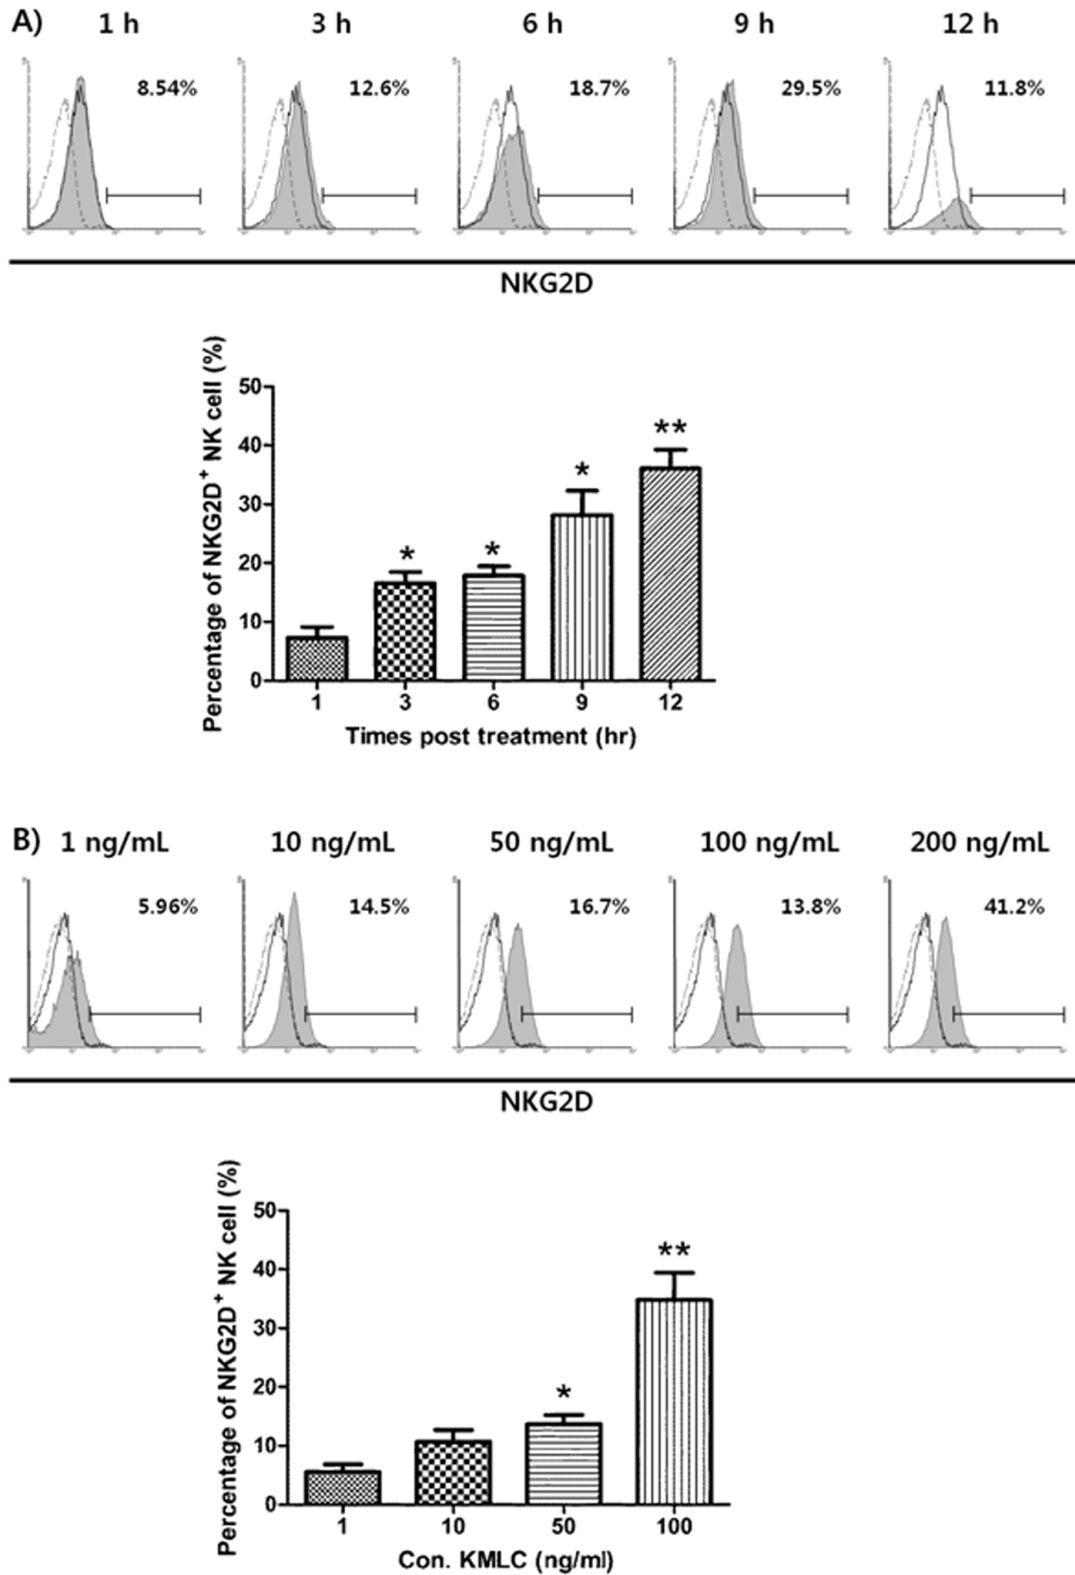 A) 1 h 3 h 6 h 9 h 12 h
8.54% 12.6% 18.7% 29.5% 11.8%
NKG2D
Percentage of NKG2D+ NK cell (%)
50
40
30
20
10
0
* * * **
1 3 6 9 12
Times post treatment (hr)
B) 1 ng/mL 10 ng/mL 50 ng/mL 100 ng/mL 200 ng/mL
5.96% 14.5% 16.7% 13.8% 41.2%
NKG2D
Percentage of NKG2D+ NK cell (%)
50
40
30
20
10
0
* **
1 10 50 100
Con. KMLC (ng/ml)